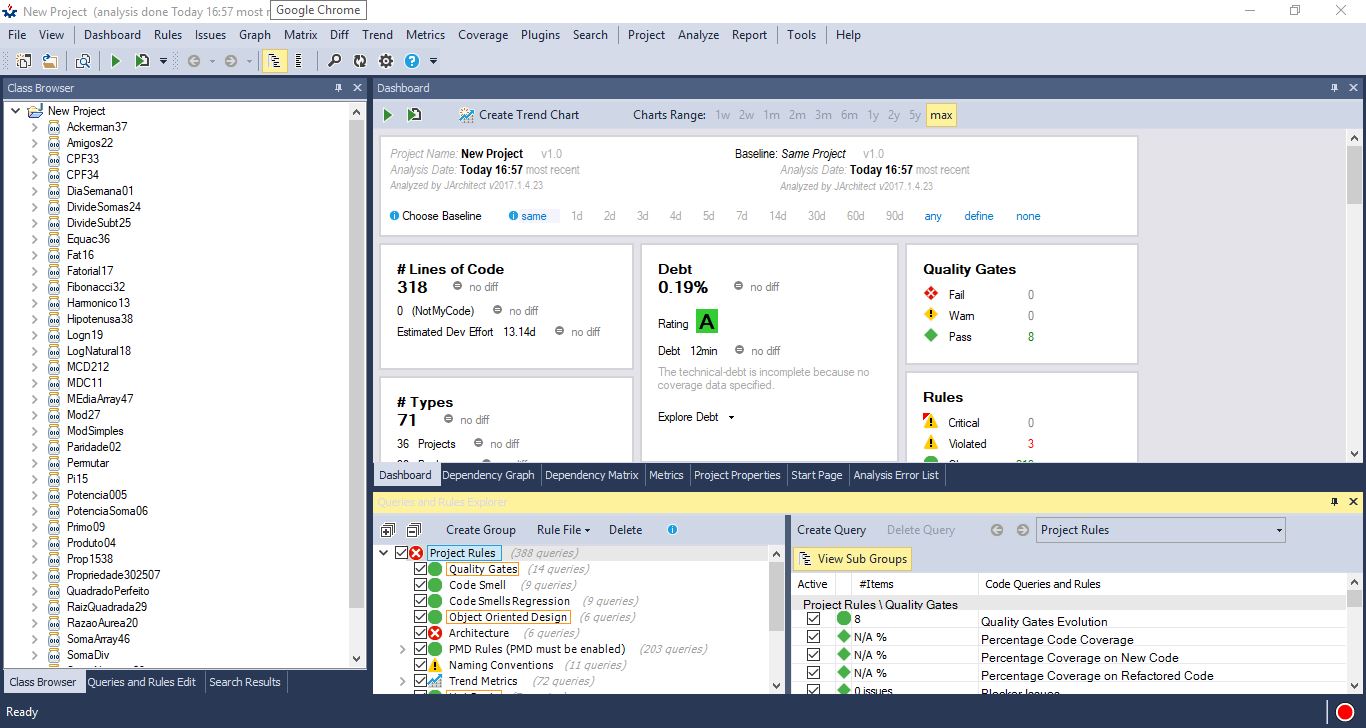 New Project (analysis done Today 16:57 most r
Google Chrome
File View Dashboard Rules Issues Graph Matrix Diff Trend Metrics Coverage Plugins Search Project Analyze Report Tools Help
Class Browser
New Project
Ackerman37
Amigos22
CPF33
CPF34
DiaSemana01
DivideSomas24
DivideSubt25
Equac36
Fat16
Fatorial17
Fibonacci32
Harmonico13
Hipotenusa38
Logn19
LogNatural18
MCD212
MDC11
MEdiaArray47
Mod27
ModSimples
Paridade02
Permutar
Pi15
Potencia005
PotenciaSoma06
Primo09
Produto04
Prop1538
Propriedade302507
QuadradoPerfeito
RaizQuadrada29
RazaoAurea20
SomaArray46
SomaDiv
Class Browser Queries and Rules Edit Search Results
Dashboard
Create Trend Chart Charts Range: 1w 2w 1m 2m 3m 6m 1y 2y 5y max
Project Name: New Project v1.0
Analysis Date: Today 16:57 most recent
Analyzed by JArchitect v2017.1.4.23
Baseline: Same Project v1.0
Analysis Date: Today 16:57 most recent
Analyzed by JArchitect v2017.1.4.23
Choose Baseline same 1d 2d 3d 4d 5d 7d 14d 30d 60d 90d any define none
# Lines of Code
318 no diff
0 (NotMyCode) no diff
Estimated Dev Effort 13.14d no diff
# Types
71 no diff
36 Projects no diff
Debt
0.19% no diff
Rating A
Debt 12min no diff
The technical-debt is incomplete because no
coverage data specified.
Explore Debt
Quality Gates
Fail 0
Warn 0
Pass 8
Rules
Critical 0
Violated 3
Dashboard Dependency Graph Dependency Matrix Metrics Project Properties Start Page Analysis Error List
Queries and Rules Explorer
Create Group Rule File Delete
Project Rules (388 queries)
Quality Gates (14 queries)
Code Smell (9 queries)
Code Smells Regression (9 queries)
Object Oriented Design (6 queries)
Architecture (6 queries)
PMD Rules (PMD must be enabled) (203 queries)
Naming Conventions (11 queries)
Trend Metrics (72 queries)
Create Query Delete Query Project Rules
View Sub Groups
Active #Items Code Queries and Rules
Project Rules \ Quality Gates
8 Quality Gates Evolution
N/A % Percentage Code Coverage
N/A % Percentage Coverage on New Code
N/A % Percentage Coverage on Refactored Code
0 issues Blocker Issues
Ready